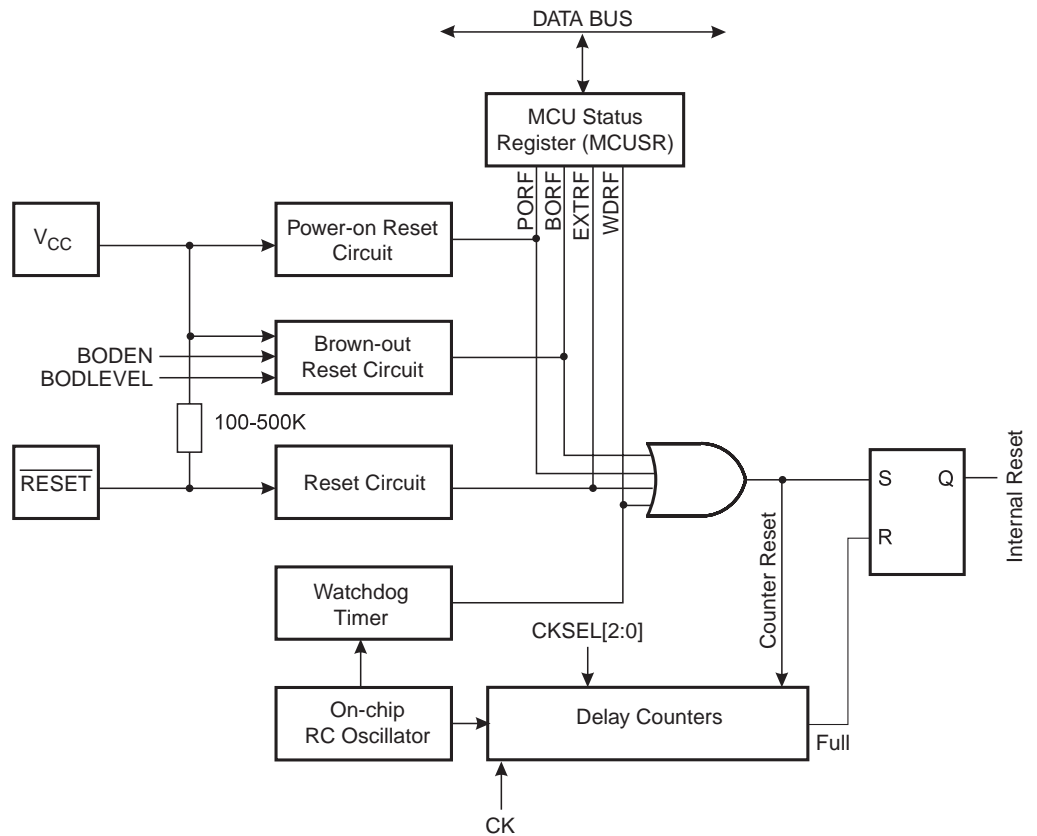 DATA BUS
MCU Status
Register (MCUSR)
PORF
BORF
EXTRF
WDRF
VCC
Power-on Reset
Circuit
BODEN
BODLEVEL
Brown-out
Reset Circuit
100-500K
RESET
Reset Circuit
S
Q
R
Internal Reset
Counter Reset
Watchdog
Timer
CKSEL[2:0]
On-chip
RC Oscillator
Delay Counters
Full
CK